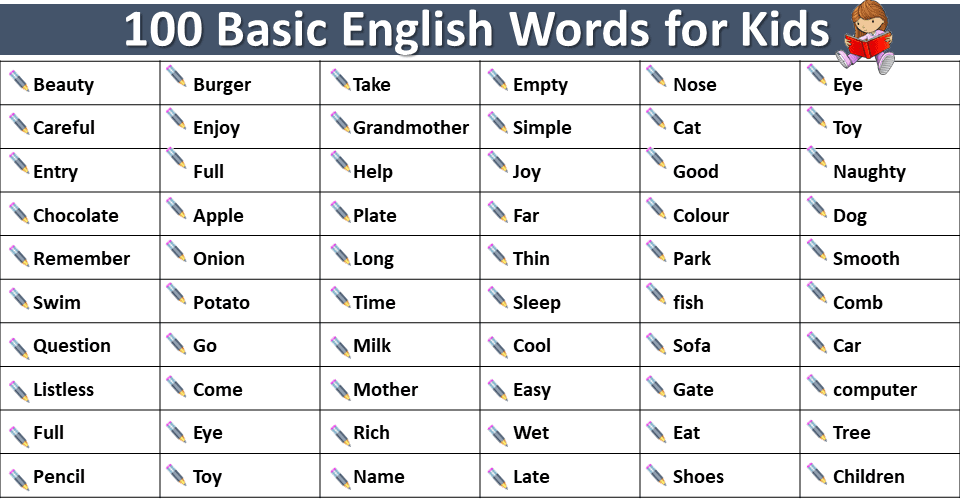 100 Basic English Words for Kids
Beauty Burger Take Empty Nose Eye
Careful Enjoy Grandmother Simple Cat Toy
Entry Full Help Joy Good Naughty
Chocolate Apple Plate Far Colour Dog
Remember Onion Long Thin Park Smooth
Swim Potato Time Sleep fish Comb
Question Go Milk Cool Sofa Car
Listless Come Mother Easy Gate computer
Full Eye Rich Wet Eat Tree
Pencil Toy Name Late Shoes Children